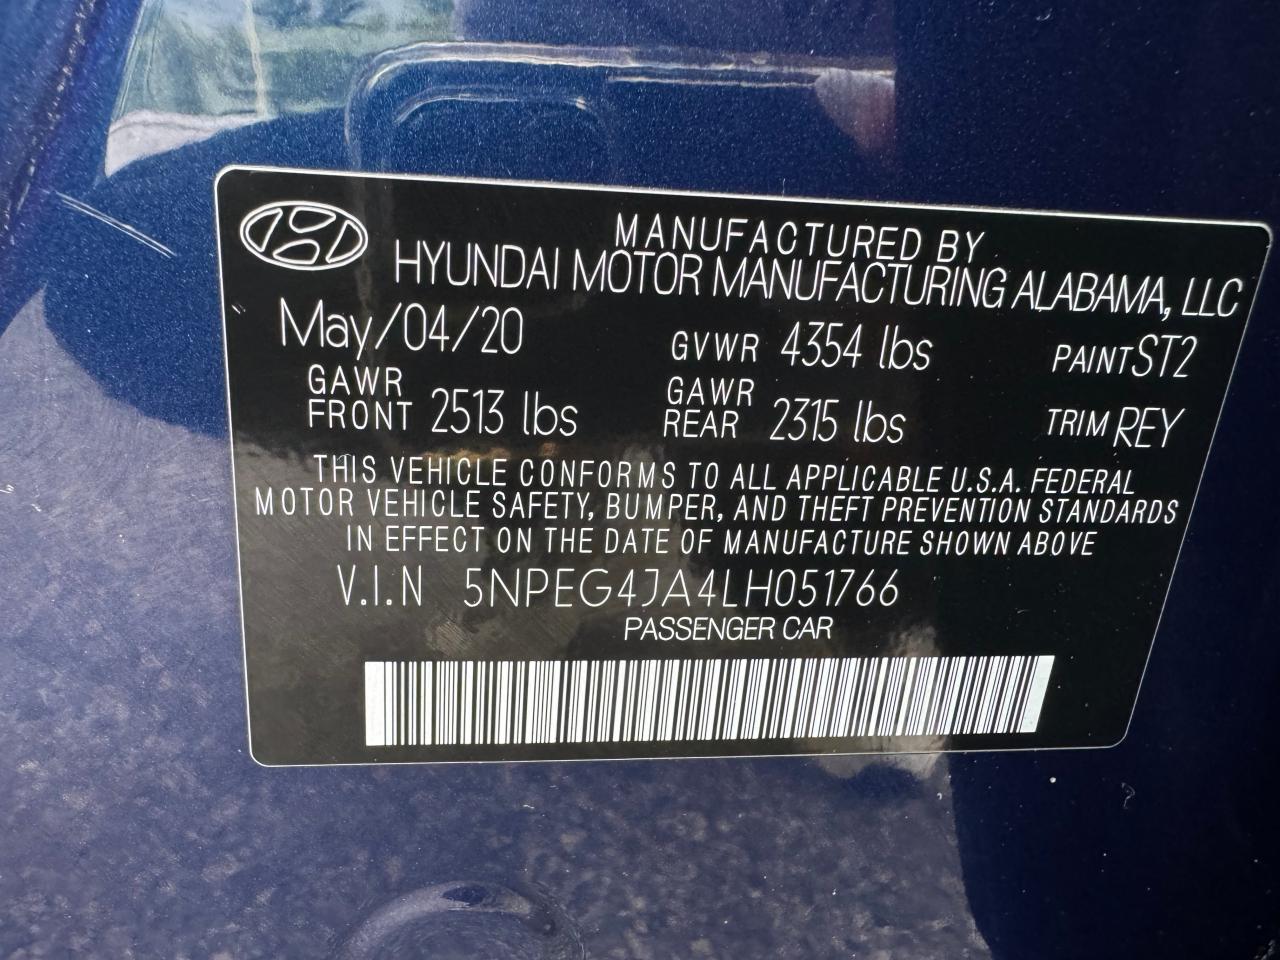 MANUFACTURED BY
HYUNDAI MOTOR MANUFACTURING ALABAMA, LLC
May/04/20 GVWR 4354 lbs PAINT ST2
GAWR FRONT 2513 lbs GAWR REAR 2315 lbs TRIM REY
THIS VEHICLE CONFORMS TO ALL APPLICABLE U.S.A. FEDERAL
MOTOR VEHICLE SAFETY, BUMPER, AND THEFT PREVENTION STANDARDS
IN EFFECT ON THE DATE OF MANUFACTURE SHOWN ABOVE
V.I.N 5NPEG4JA4LH051766
PASSENGER CAR